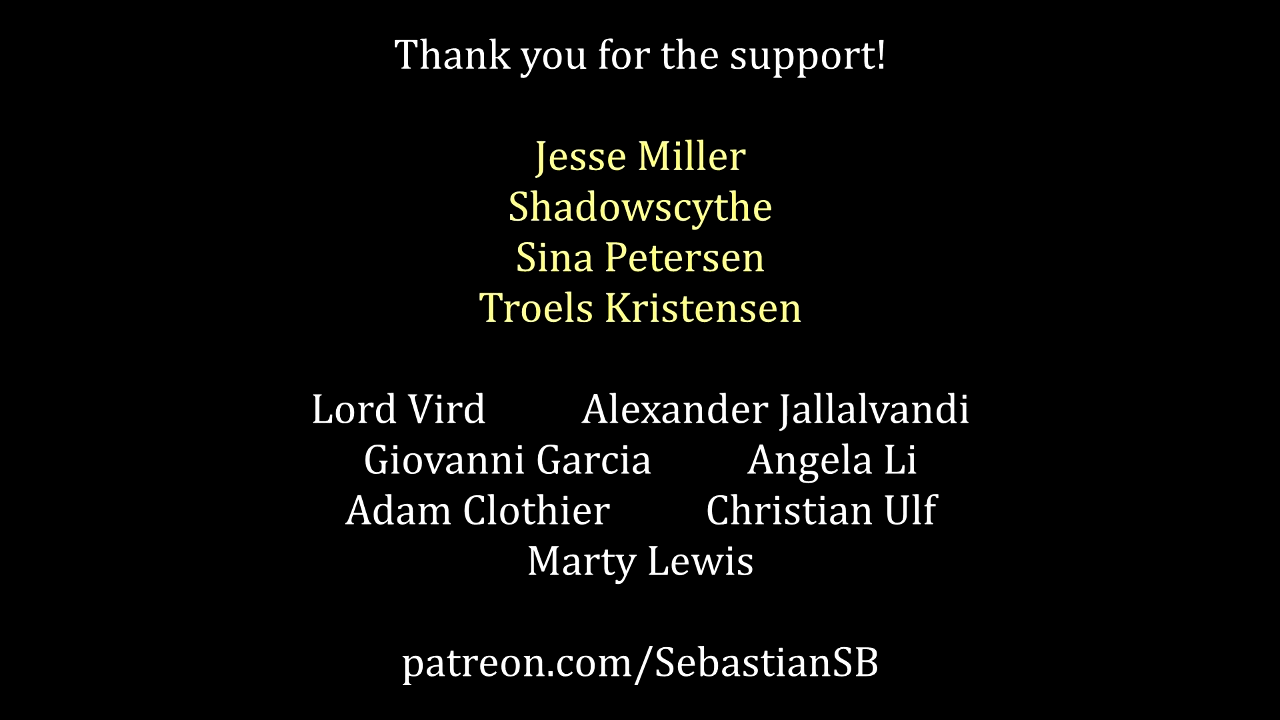 Thank you for the support!
Jesse Miller
Shadowscythe
Sina Petersen
Troels Kristensen
Lord Vird Alexander Jallalvandi
Giovanni Garcia Angela Li
Adam Clothier Christian Ulf
Marty Lewis
patreon.com/SebastianSB